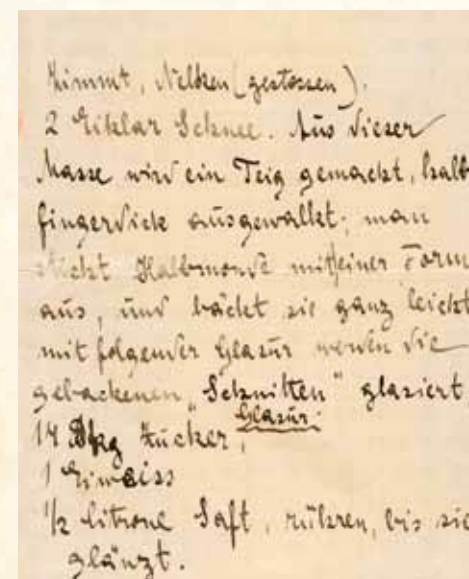 Zimmt, Nelken (gestossen).
2 Eiklar Schnee. Aus dieser
Masse wird ein Teig gemacht, halb
fingerdick ausgewallet; man
sticht Halbmonde mit einer Form
aus, und bäckt sie ganz leicht
mit folgender Glasur werden die
gebackenen „Schnitten" glasiert
Glasur:
14 Dkg Zucker,
1 Eiweiss
1/2 Citrone Saft, rühren, bis sie
glänzt.